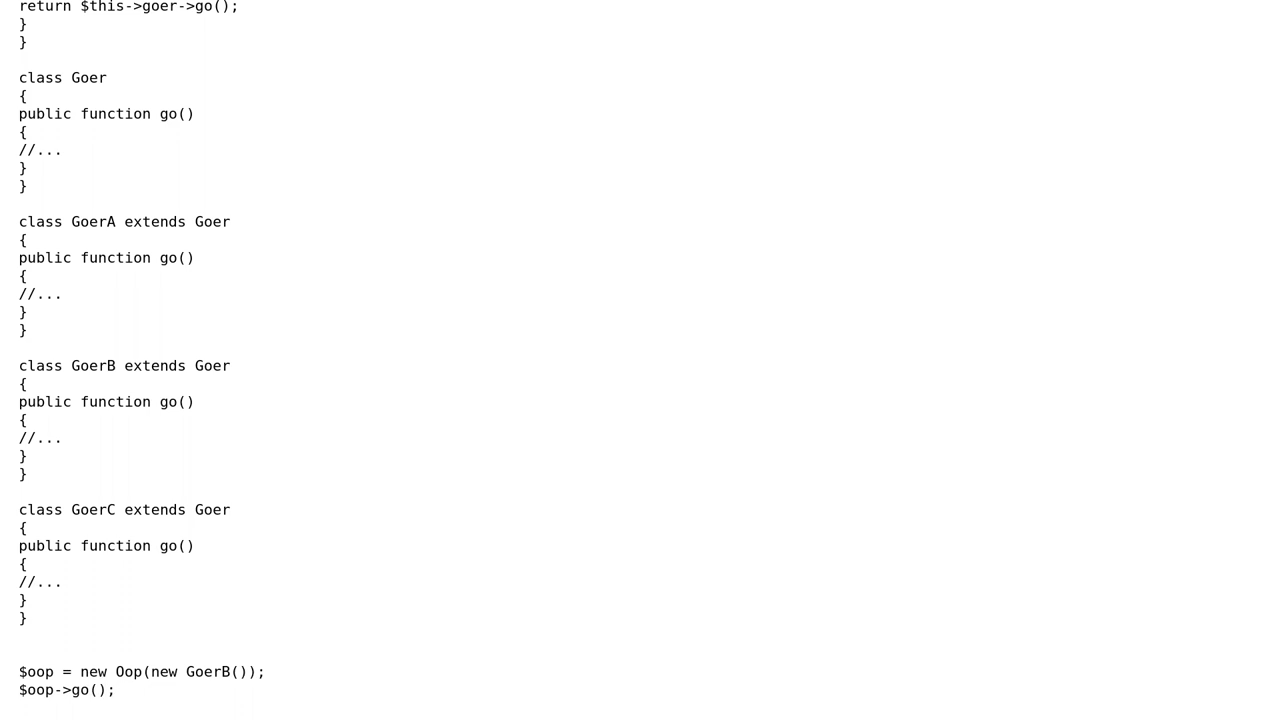 return $this->goer->go();
}
}
class Goer
{
public function go()
{
//...
}
}
class GoerA extends Goer
{
public function go()
{
//...
}
}
class GoerB extends Goer
{
public function go()
{
//...
}
}
class GoerC extends Goer
{
public function go()
{
//...
}
}
$oop = new Oop(new GoerB());
$oop->go();